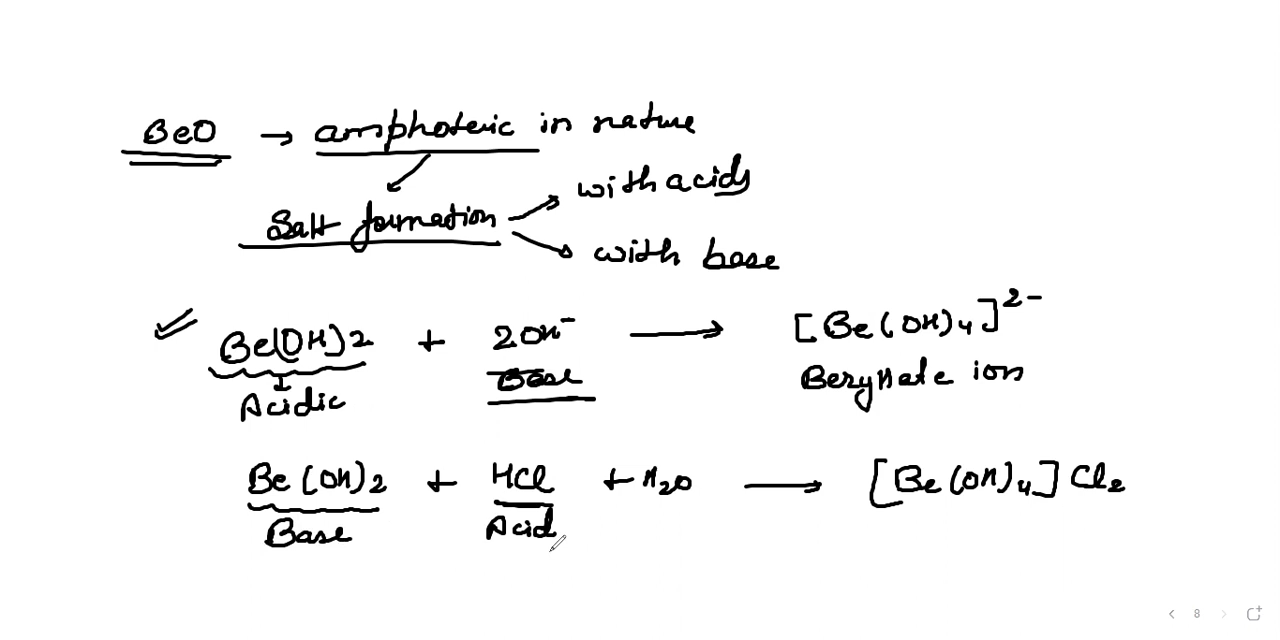 BeO → amphoteric in nature
with acids
Salt formation
with base
Be(OH)2 + 2OH⁻ → [Be(OH)4]²⁻
Acidic Base Beryllate ion
Be(OH)2 + HCl + H2O → [Be(OH)4]Cl2
Base Acid
8